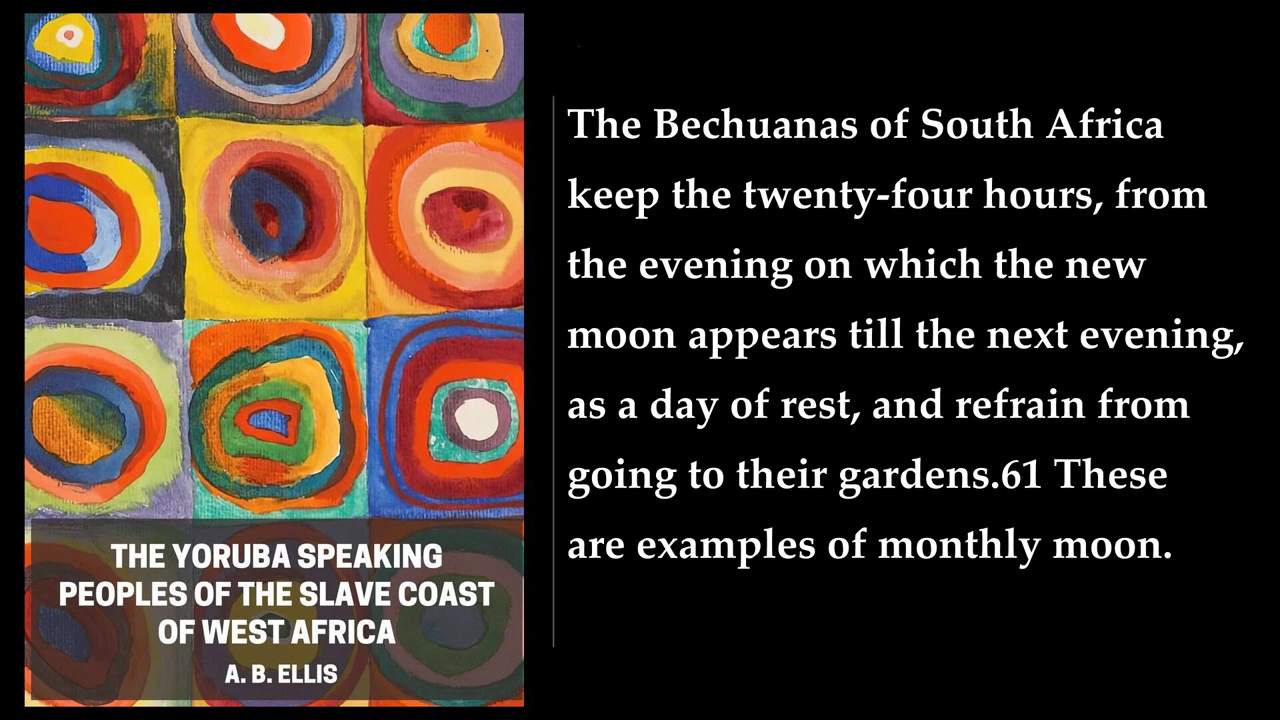 THE YORUBA SPEAKING
PEOPLES OF THE SLAVE COAST
OF WEST AFRICA
A. B. ELLIS
The Bechuanas of South Africa
keep the twenty-four hours, from
the evening on which the new
moon appears till the next evening,
as a day of rest, and refrain from
going to their gardens.61 These
are examples of monthly moon.